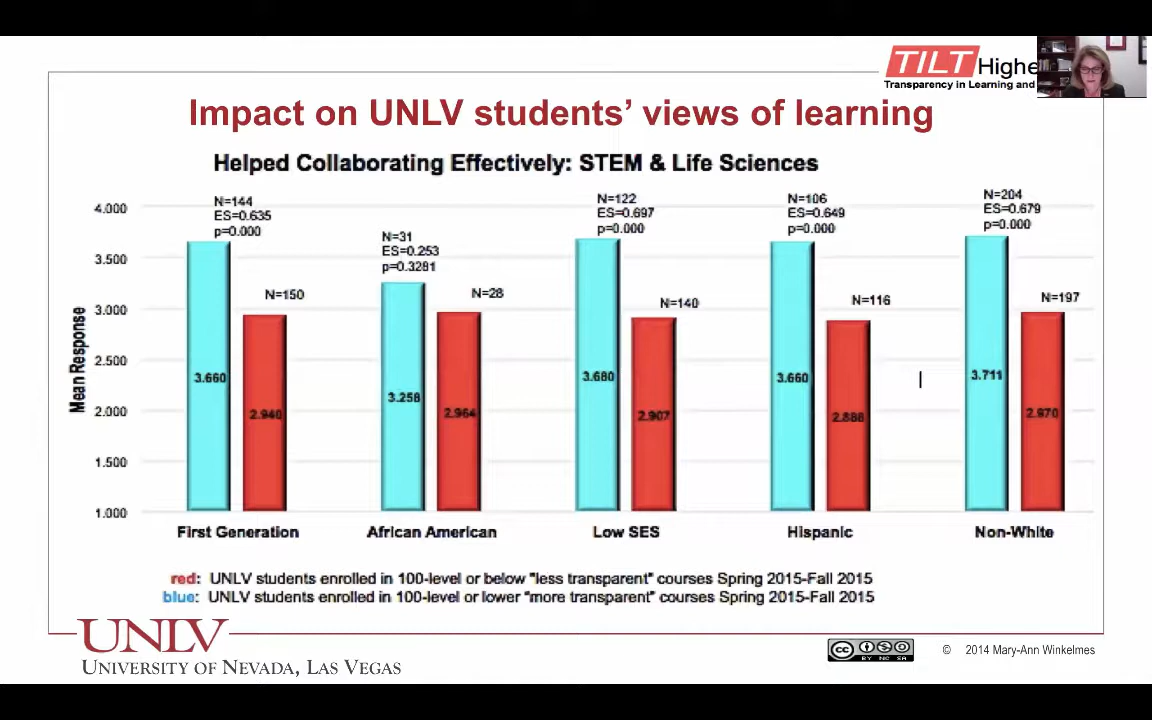 TILT Highe
Transparency in Learning and
Impact on UNLV students' views of learning
Helped Collaborating Effectively: STEM & Life Sciences
Mean Response
4.000
3.500
3.000
2.500
2.000
1.500
1.000
N=144
ES=0.635
p=0.000
N=150
3.660
2.940
First Generation
N=31
ES=0.253
p=0.3281
N=28
3.258
2.964
African American
N=122
ES=0.697
p=0.000
N=140
3.680
2.907
Low SES
N=106
ES=0.649
p=0.000
N=116
3.660
2.888
Hispanic
N=204
ES=0.679
p=0.000
N=197
3.711
2.970
Non-White
red: UNLV students enrolled in 100-level or below "less transparent" courses Spring 2015-Fall 2015
blue: UNLV students enrolled in 100-level or lower "more transparent" courses Spring 2015-Fall 2015
UNLV
UNIVERSITY OF NEVADA, LAS VEGAS
cc
BY NC SA
© 2014 Mary-Ann Winkelmes